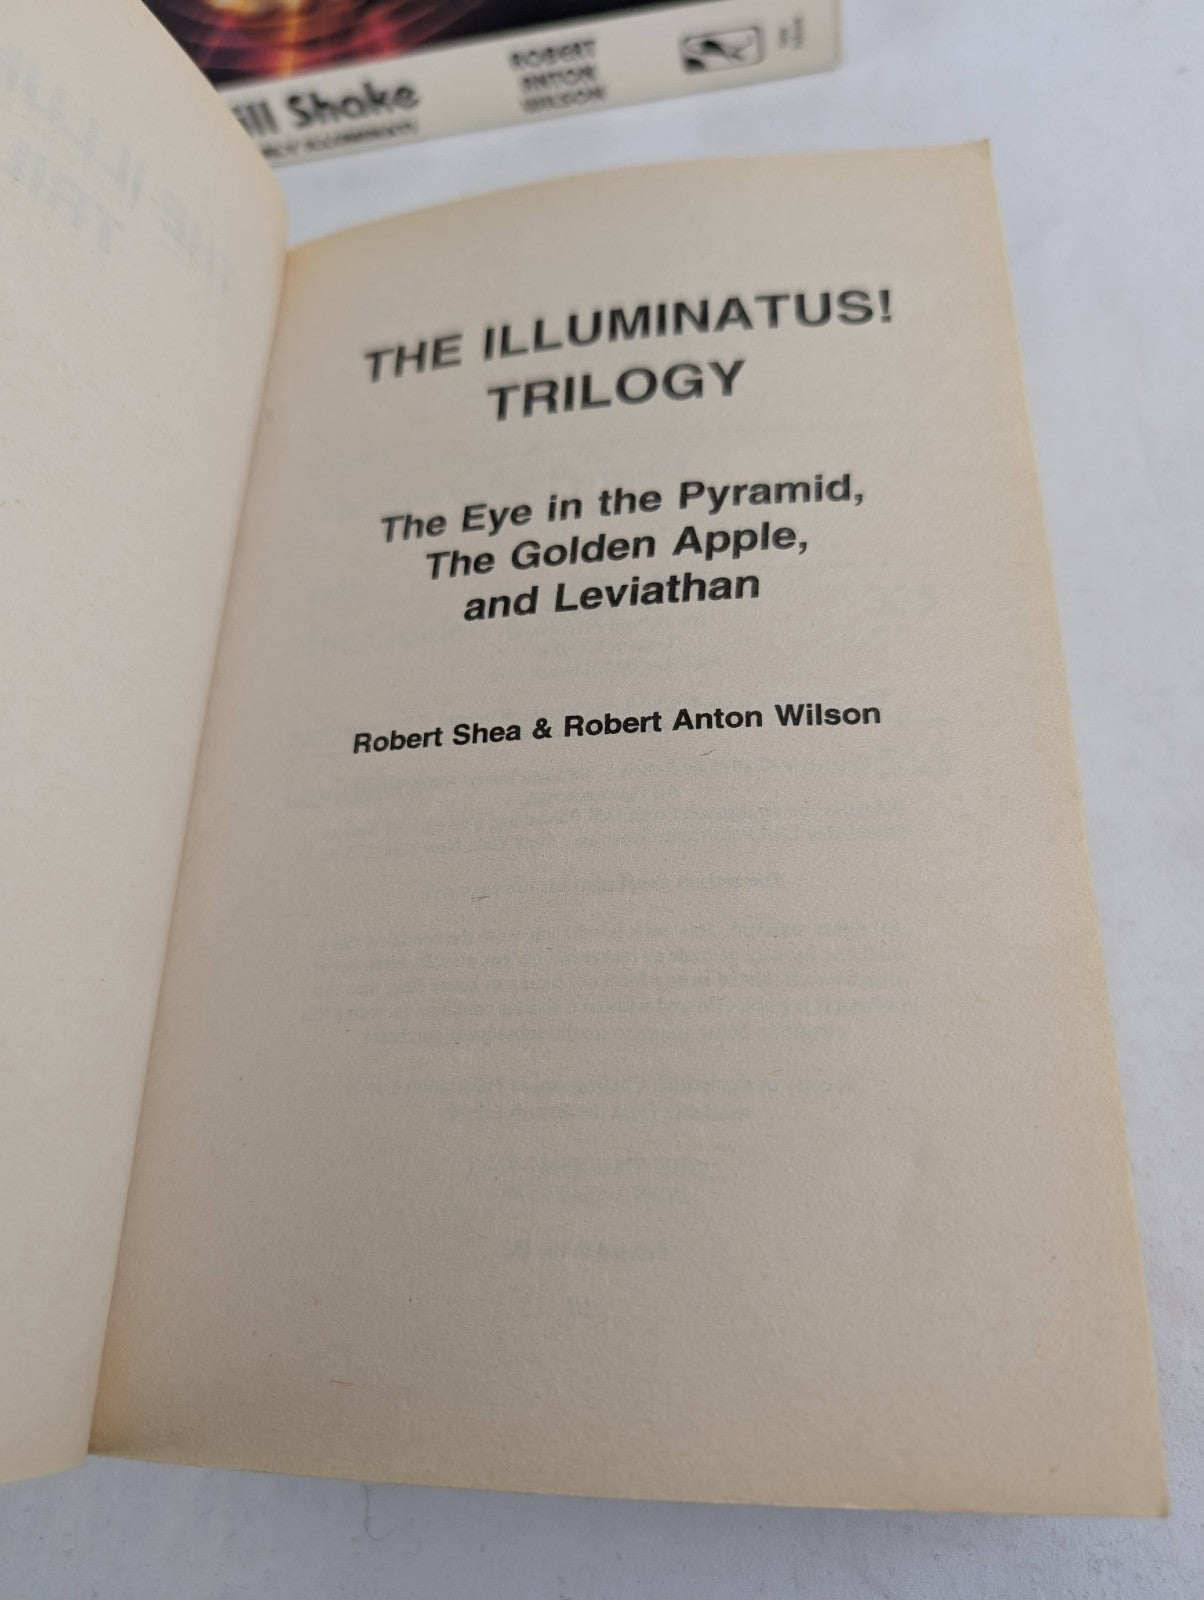 ill Shake
ROBERT
ANTON
WILSON
THE ILLUMINATUS!
TRILOGY
The Eye in the Pyramid,
The Golden Apple,
and Leviathan
Robert Shea & Robert Anton Wilson